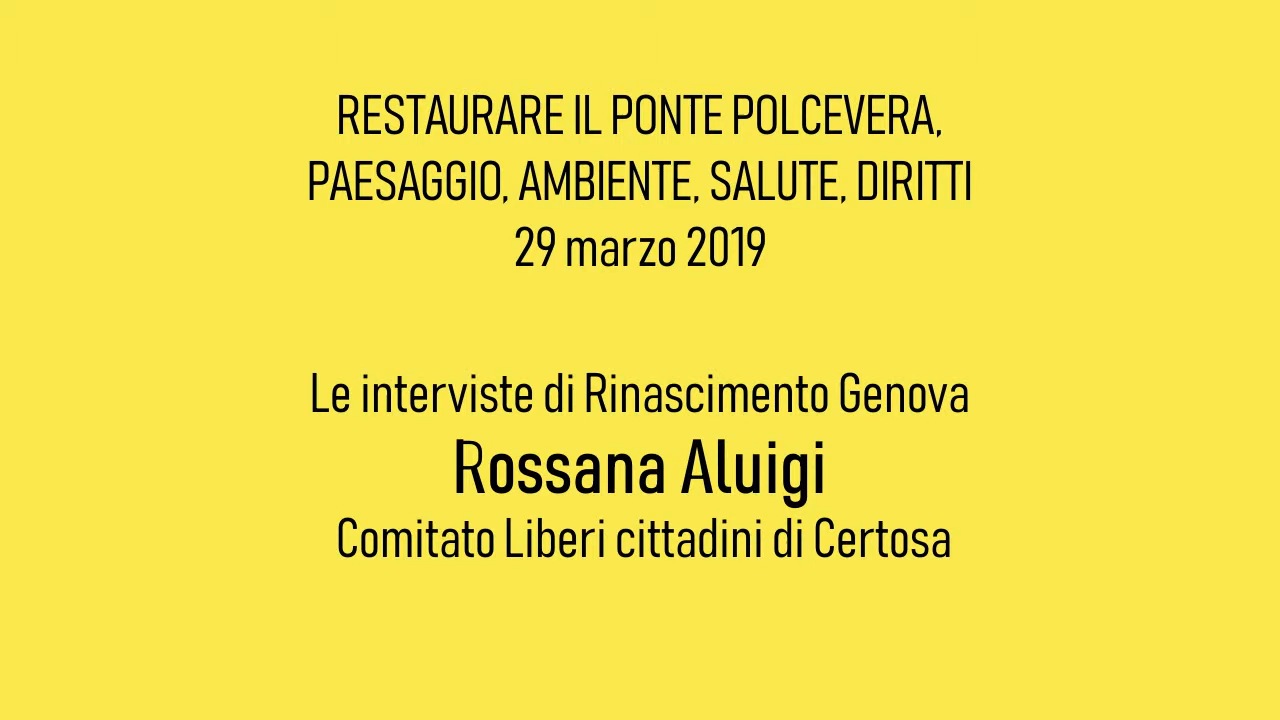 RESTAURARE IL PONTE POLCEVERA,
PAESAGGIO, AMBIENTE, SALUTE, DIRITTI
29 marzo 2019
Le interviste di Rinascimento Genova
Rossana Aluigi
Comitato Liberi cittadini di Certosa